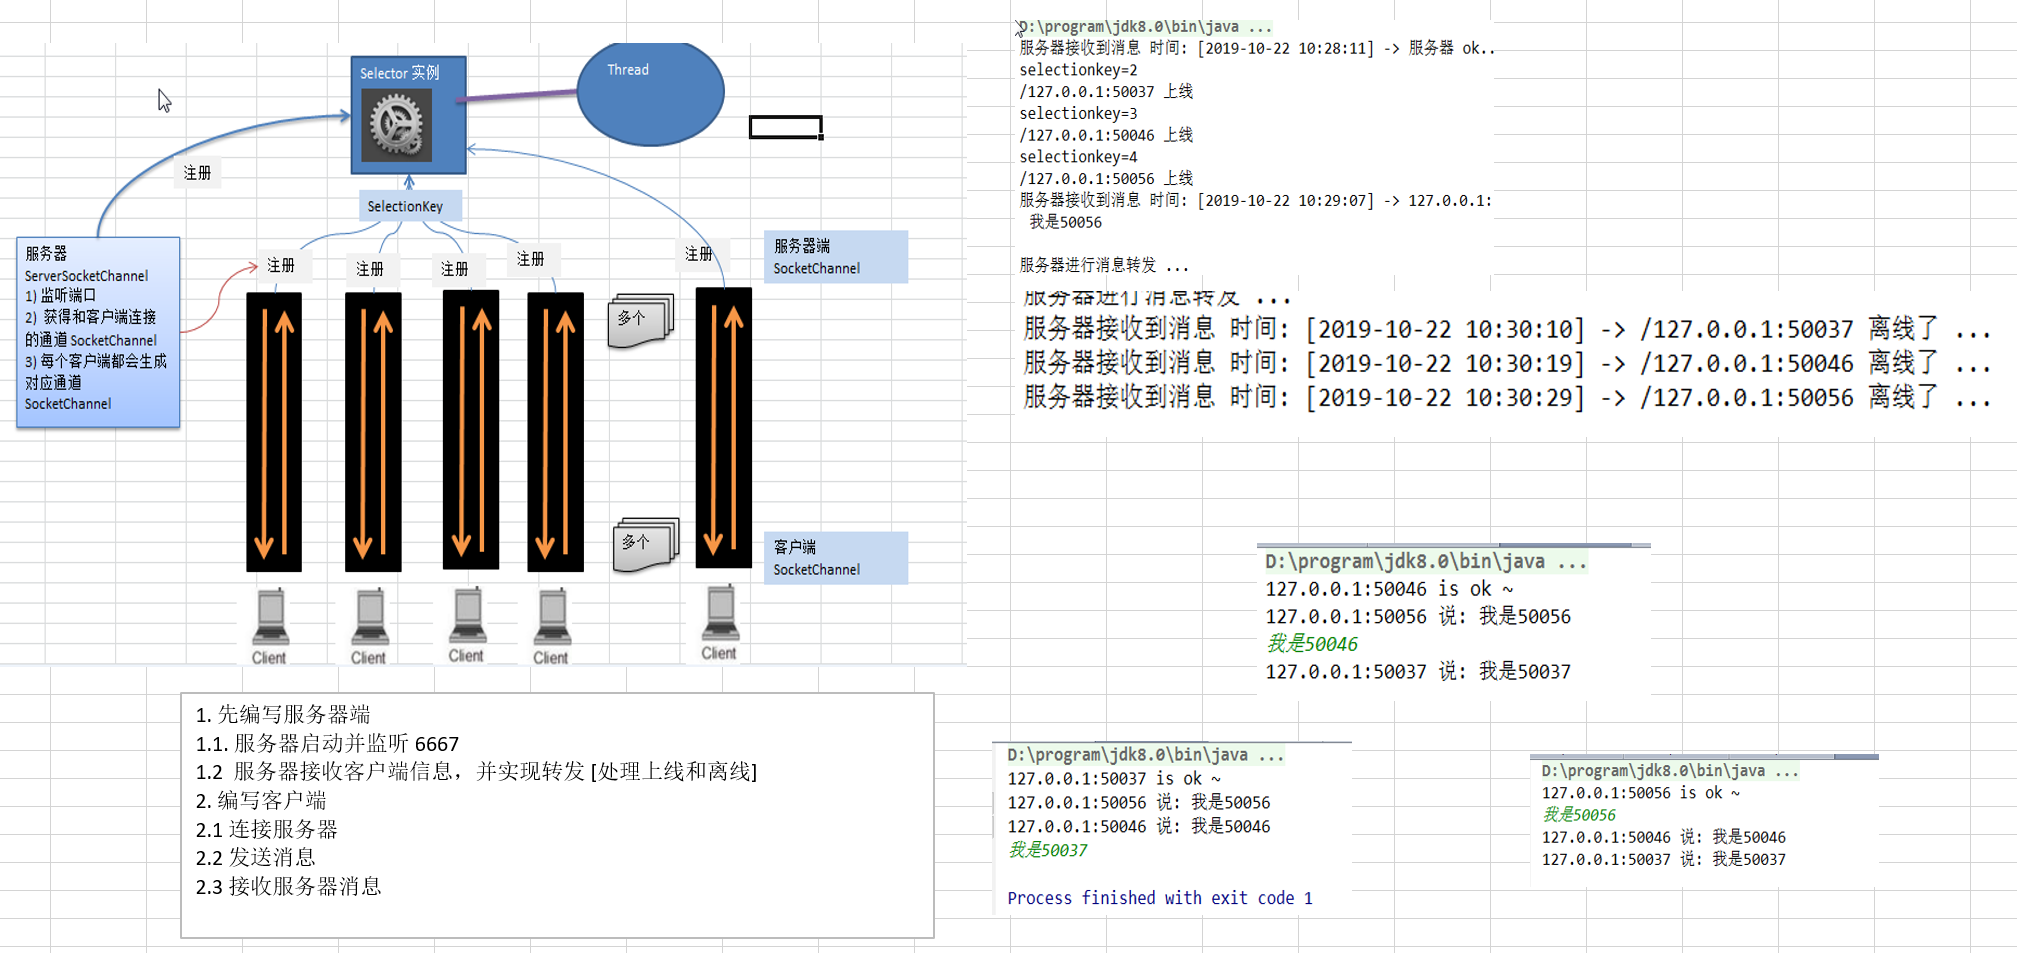 Selector 实例
Thread
注册
SelectionKey
服务器
ServerSocketChannel
1) 监听端口
2) 获得和客户端连接
的通道 SocketChannel
3) 每个客户端都会生成
对应通道
SocketChannel
注册
注册
注册
注册
注册
服务器端
SocketChannel
多个
多个
客户端
SocketChannel
Client
Client
Client
Client
Client
1. 先编写服务器端
1.1. 服务器启动并监听 6667
1.2 服务器接收客户端信息，并实现转发 [处理上线和离线]
2. 编写客户端
2.1 连接服务器
2.2 发送消息
2.3 接收服务器消息
D:\program\jdk8.0\bin\java ...
服务器接收到消息 时间: [2019-10-22 10:28:11] -> 服务器 ok..
selectionkey=2
/127.0.0.1:50037 上线
selectionkey=3
/127.0.0.1:50046 上线
selectionkey=4
/127.0.0.1:50056 上线
服务器接收到消息 时间: [2019-10-22 10:29:07] -> 127.0.0.1:
我是50056
服务器进行消息转发 ...
服务器进行消息转发 ...
服务器接收到消息 时间: [2019-10-22 10:30:10] -> /127.0.0.1:50037 离线了 ...
服务器接收到消息 时间: [2019-10-22 10:30:19] -> /127.0.0.1:50046 离线了 ...
服务器接收到消息 时间: [2019-10-22 10:30:29] -> /127.0.0.1:50056 离线了 ...
D:\program\jdk8.0\bin\java ...
127.0.0.1:50046 is ok ~
127.0.0.1:50056 说: 我是50056
我是50046
127.0.0.1:50037 说: 我是50037
D:\program\jdk8.0\bin\java ...
127.0.0.1:50037 is ok ~
127.0.0.1:50056 说: 我是50056
127.0.0.1:50046 说: 我是50046
我是50037
Process finished with exit code 1
D:\program\jdk8.0\bin\java ...
127.0.0.1:50056 is ok ~
我是50056
127.0.0.1:50046 说: 我是50046
127.0.0.1:50037 说: 我是50037